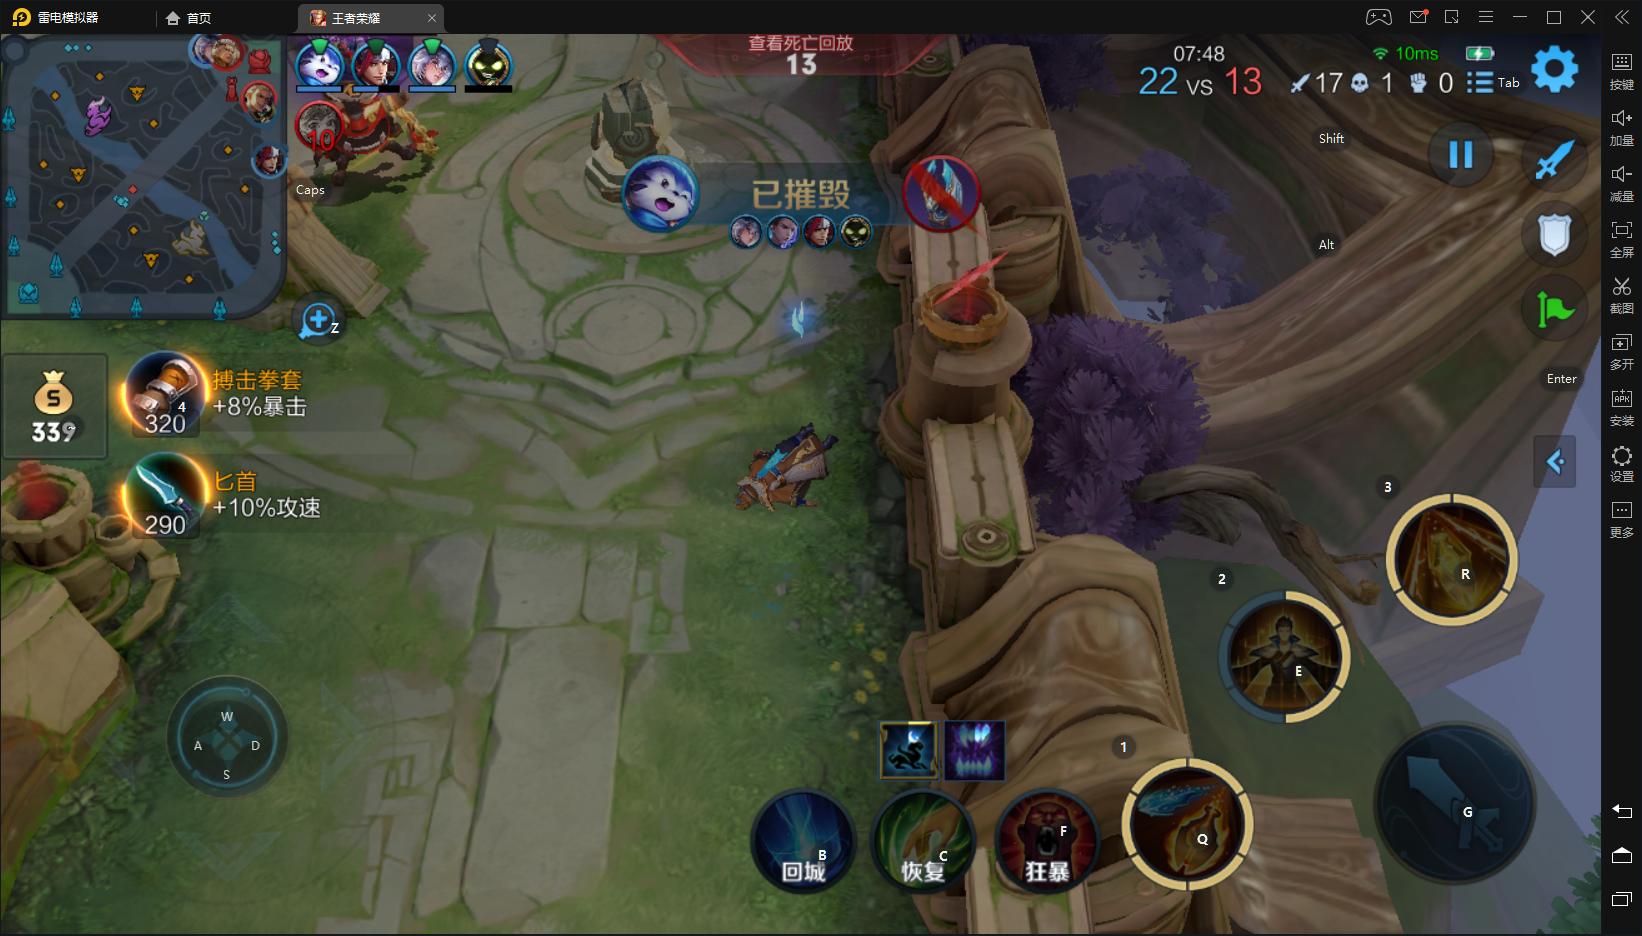 雷电模拟器
首页
王者荣耀
查看死亡回放
13
07:48
10ms
22 vs 13
17 1 0
Tab
Shift
按键
加量
减量
全屏
截图
多开
安装
设置
更多
10
Caps
已摧毁
Alt
Z
Enter
S
339
4
320
搏击拳套
+8%暴击
290
匕首
+10%攻速
3
R
2
E
W
A
D
S
1
G
回城
B
恢复
C
狂暴
F
Q
APK